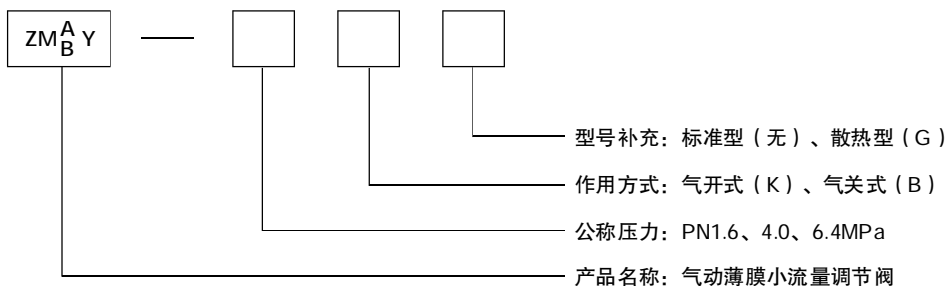 ZMABY
型号补充：标准型（无）、散热型（G）
作用方式：气开式（K）、气关式（B）
公称压力：PN1.6、4.0、6.4MPa
产品名称：气动薄膜小流量调节阀